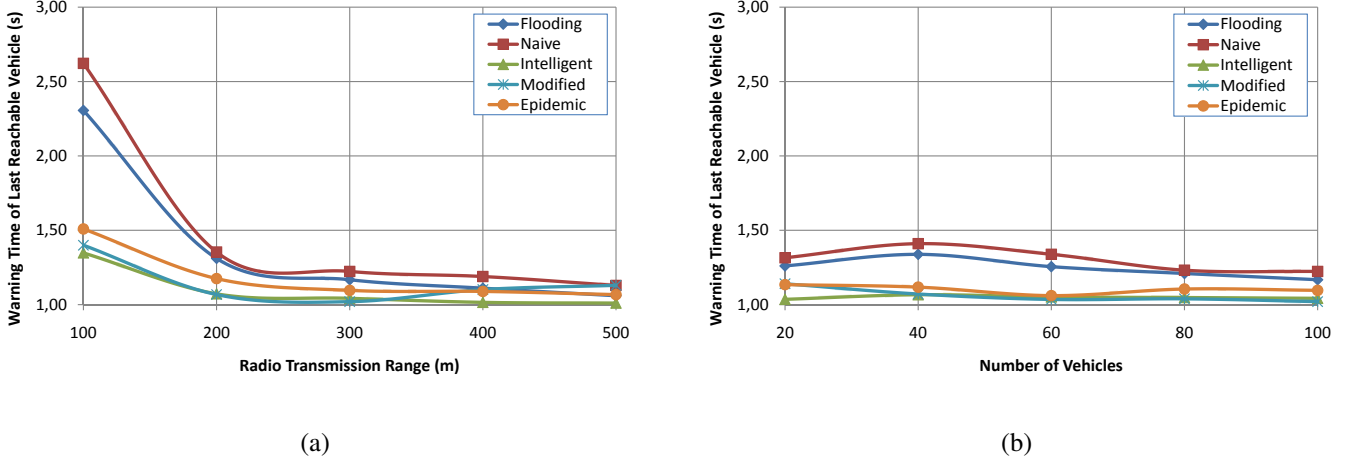 Warning Time of Last Reachable Vehicle (s)
3,00
2,50
2,00
1,50
1,00
100
200
300
400
500
Radio Transmission Range (m)
Flooding
Naive
Intelligent
Modified
Epidemic
(a)
Warning Time of Last Reachable Vehicle (s)
3,00
2,50
2,00
1,50
1,00
20
40
60
80
100
Number of Vehicles
Flooding
Naive
Intelligent
Modified
Epidemic
(b)